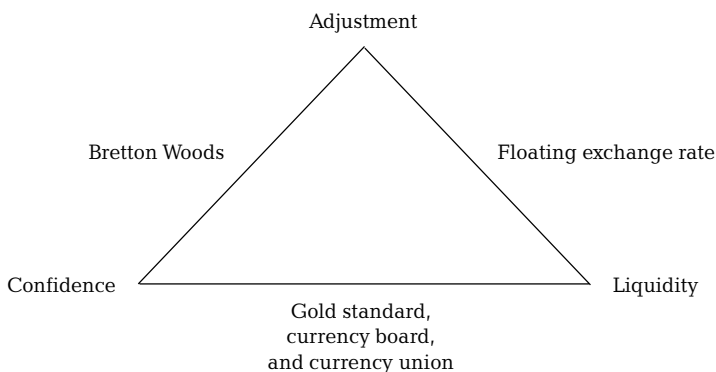 Adjustment
Bretton Woods
Floating exchange rate
Confidence
Liquidity
Gold standard,
currency board,
and currency union